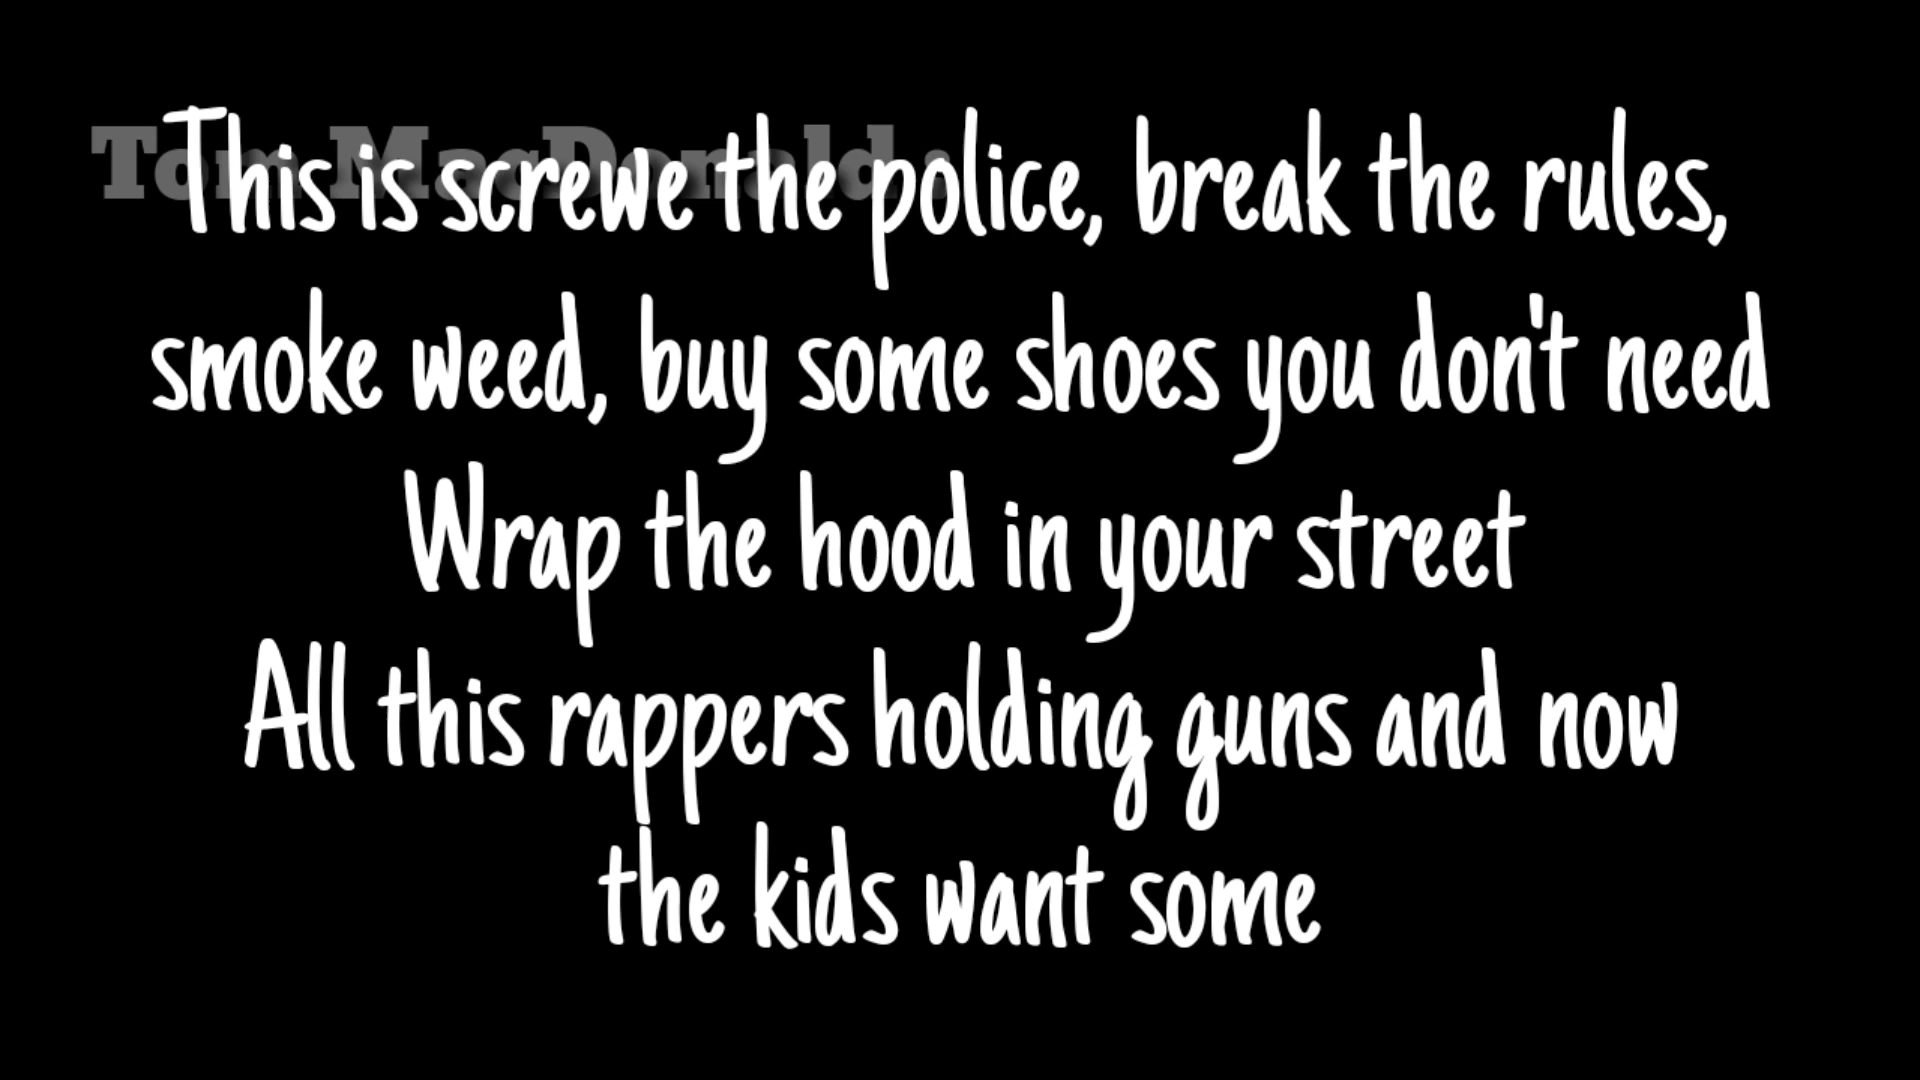 Tom MacDonald :
This is screwe the police, break the rules,
smoke weed, buy some shoes you don't need
Wrap the hood in your street
All this rappers holding guns and now
the kids want some